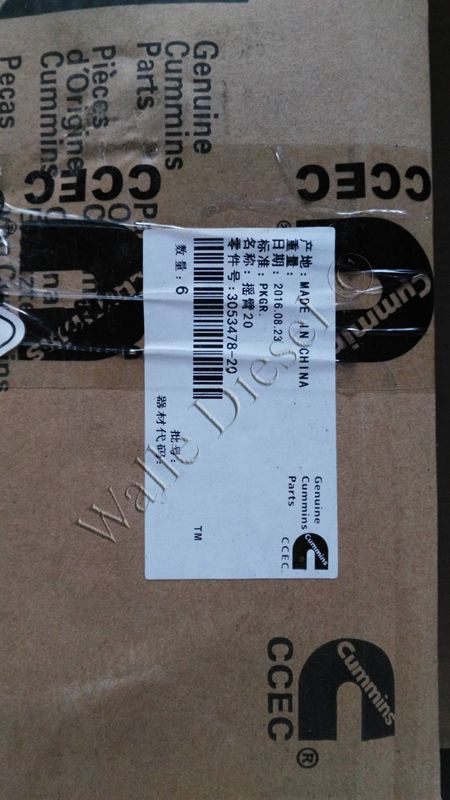 Genuine
Cummins
Parts
Pièces
d'Origine
Cummins
Peças
CCEC
CCEC
Cummins
产地: MADE IN CHINA
重量:
日期: 2016.08.23
标准: PKGR.
名称: 摇臂20
零件号:3053478-20
数量: 6
批号:
器材代码:
TM
Genuine
Cummins
Parts
Cummins
CCEC.
Cummins
®
CCEC
Walle Diesel